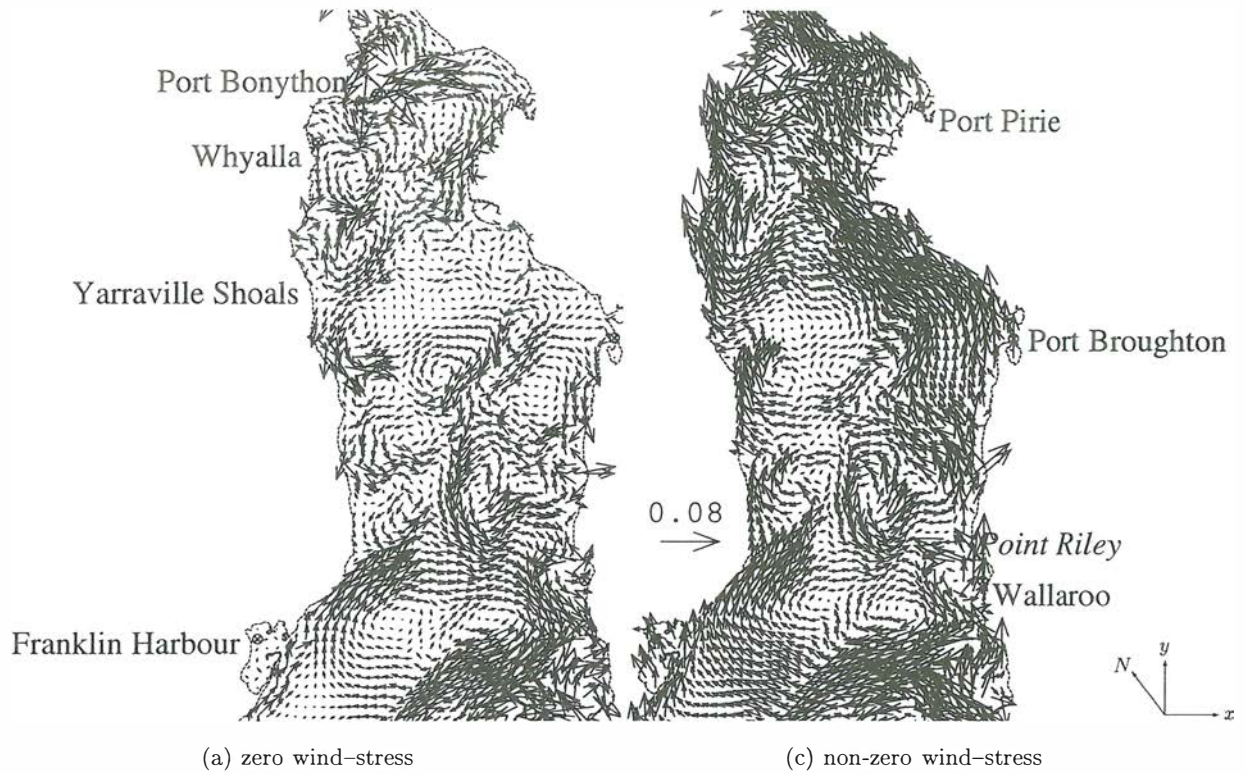 Port Bonython
Port Pirie
Whyalla
Yarraville Shoals
Port Broughton
0.08
Point Riley
Wallaroo
Franklin Harbour
N
y
x
(a) zero wind–stress
(c) non-zero wind–stress